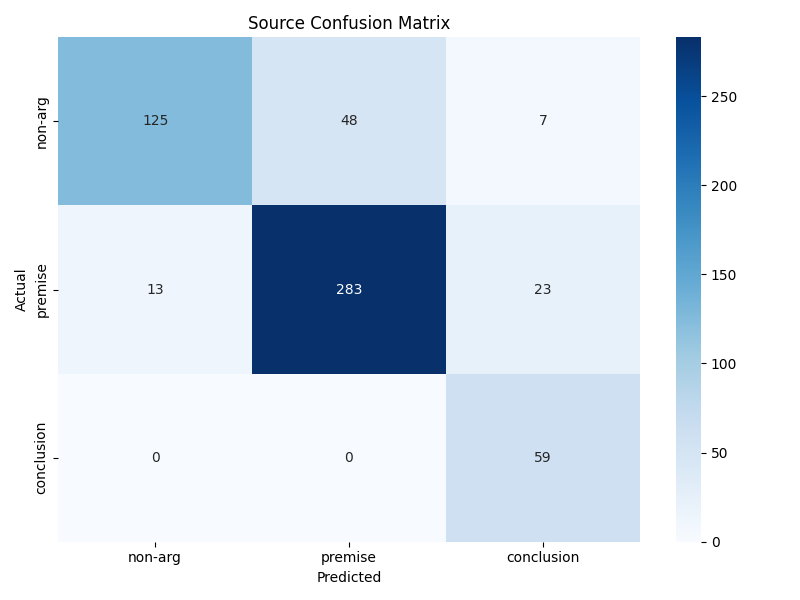 Source Confusion Matrix
Actual
non-arg
premise
conclusion
125 48 7
13 283 23
0 0 59
non-arg premise conclusion
Predicted
250
200
150
100
50
0